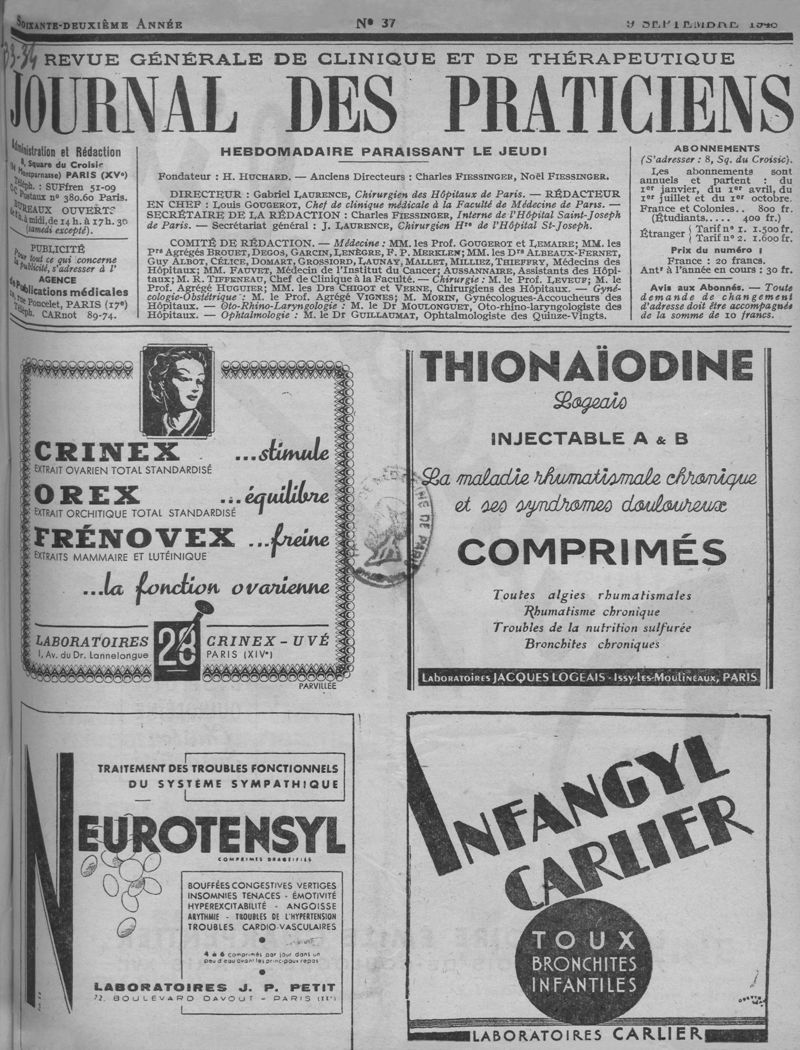 SOIXANTE-DEUXIÈME ANNÉE
N° 37
33-34
REVUE GÉNÉRALE DE CLINIQUE ET DE THÉRAPEUTIQUE
JOURNAL DES PRATICIENS
Administration et Rédaction
8, Square du Croisic
PARIS (XVe)
Téléph. : SUFfren 51-09
Postaux n° 380.60 Paris.
BUREAUX OUVERTS
à midi, de 14 h. à 17 h. 30
(samedi excepté).
PUBLICITÉ
Pour tout ce qui concerne
la Publicité, s'adresser à l'
AGENCE
de Publications médicales
rue Poncelet, PARIS (17e)
Téléph. CARnot 89-74.
HEBDOMADAIRE PARAISSANT LE JEUDI
Fondateur : H. HUCHARD. — Anciens Directeurs : Charles FIESSINGER, Noël FIESSINGER.
DIRECTEUR : Gabriel LAURENCE, Chirurgien des Hôpitaux de Paris. — RÉDACTEUR
EN CHEF : Louis GOUGEROT, Chef de clinique médicale à la Faculté de Médecine de Paris. —
SECRÉTAIRE DE LA RÉDACTION : Charles FIESSINGER, Interne de l'Hôpital Saint-Joseph
de Paris. — Secrétariat général : J. LAURENCE, Chirurgien Hre de l'Hôpital St-Joseph.
COMITÉ DE RÉDACTION. — Médecine : MM. les Prof. GOUGEROT et LEMAIRE; MM. les
Prs Agrégés BROUET, DEGOS, GARCIN, LENÈGRE, F. P. MERKLEN; MM. les Drs ALBEAUX-FERNET,
GUY ALBOT, CÉLICE, DOMART, GROSSIORD, LAUNAY, MALLET, MILLIEZ, THIEFFRY, Médecins des
Hôpitaux; MM. FAUVET, Médecin de l'Institut du Cancer; AUSSANNAIRE, Assistants des Hôpi-
taux; M. R. TIFFENEAU, Chef de Clinique à la Faculté. — Chirurgie : M. le Prof. LEVEUF; M. le
Prof. Agrégé HUGUIER; MM. les Drs CHIGOT et VERNE, Chirurgiens des Hôpitaux. — Gyné-
cologie-Obstétrique : M. le Prof. Agrégé VIGNES; M. MORIN, Gynécologues-Accoucheurs des
Hôpitaux. — Oto-Rhino-Laryngologie : M. le Dr MOULONGUET, Oto-rhino-laryngologiste des
Hôpitaux. — Ophtalmologie : M. le Dr GUILLAUMAT, Ophtalmologiste des Quinze-Vingts.
ABONNEMENTS
(S'adresser : 8, Sq. du Croisic).
Les abonnements sont
annuels et partent : du
1er janvier, du 1er avril,
du 1er juillet et du 1er octobre.
France et Colonies.. 800 fr.
(Étudiants..... 400 fr.)
Étranger { Tarif n° 1. 1.500 fr.
{ Tarif n° 2. 1.600 fr.
Prix du numéro :
France : 20 francs.
Antr à l'année en cours : 30 fr.
Avis aux Abonnés. — Toute
demande de changement
d'adresse doit être accompagnée
de la somme de 10 francs.
CRINEX ...stimule
EXTRAIT OVARIEN TOTAL STANDARDISÉ
OREX ...équilibre
EXTRAIT ORCHITIQUE TOTAL STANDARDISÉ
FRÉNOVEX ...freine
EXTRAITS MAMMAIRE ET LUTÉINIQUE
...la fonction ovarienne
LABORATOIRES CRINEX - UVÉ
1, Av. du Dr. Lannelongue PARIS (XIVe)
PARVILLÉE
THIONAÏODINE
Logeais
INJECTABLE A & B
La maladie rhumatismale chronique
et ses syndromes douloureux
COMPRIMÉS
Toutes algies rhumatismales
Rhumatisme chronique
Troubles de la nutrition sulfurée
Bronchites chroniques
LABORATOIRES JACQUES LOGEAIS - ISSY-LES-MOULINEAUX, PARIS
TRAITEMENT DES TROUBLES FONCTIONNELS
DU SYSTÈME SYMPATHIQUE
NEUROTENSYL
COMPRIMÉS DRAGÉIFIÉS
BOUFFÉES CONGESTIVES VERTIGES
INSOMNIES TENACES - ÉMOTIVITÉ
HYPEREXCITABILITÉ - ANGOISSE
ARYTHMIE - TROUBLES DE L'HYPERTENSION
TROUBLES CARDIO-VASCULAIRES
4 à 6 comprimés par jour dans un
peu d'eau avant les princ-paux repas
LABORATOIRES J. P. PETIT
72, BOULEVARD DAVOUT - PARIS
INFANGYL
CARLIER
TOUX
BRONCHITES
INFANTILES
LABORATOIRES CARLIER